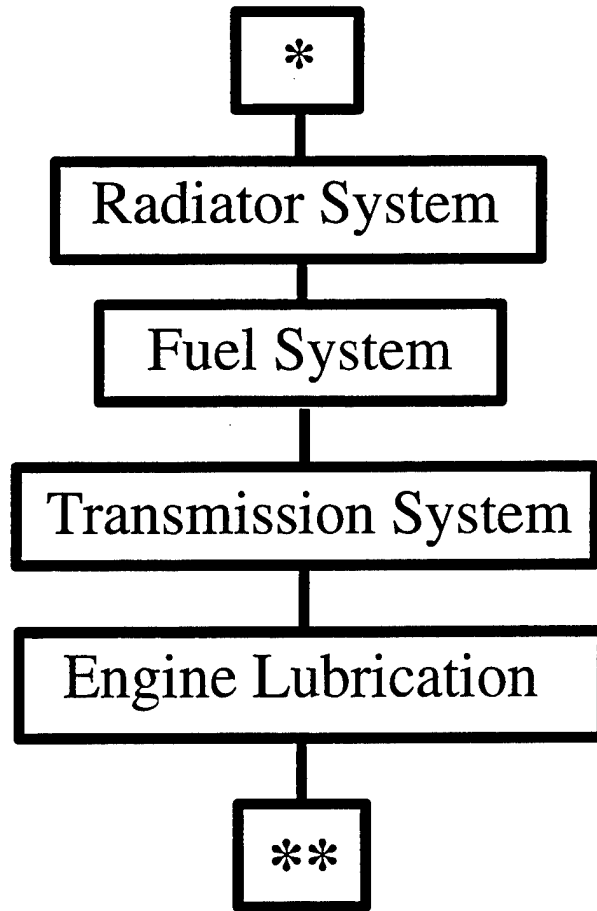 *
Radiator System
Fuel System
Transmission System
Engine Lubrication
**